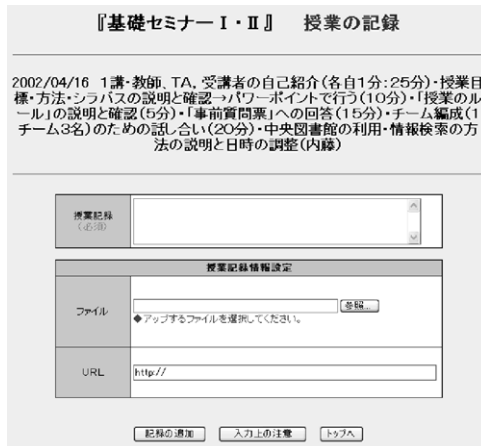 『基礎セミナーⅠ・Ⅱ』 授業の記録
2002/04/16 1講・教師、TA、受講者の自己紹介(各自1分:25分)・授業目
標・方法・シラバスの説明と確認→パワーポイントで行う(10分)・「授業のル
ール」の説明と確認(5分)・「事前質問票」への回答(15分)・チーム編成(1
チーム3名)のための話し合い(20分)・中央図書館の利用・情報検索の方
法の説明と日時の調整(内藤)
授業記録
(必須)
授業記録情報設定
ファイル
参照...
◆アップするファイルを選択してください。
URL
http://
記録の追加 入力上の注意 トップへ